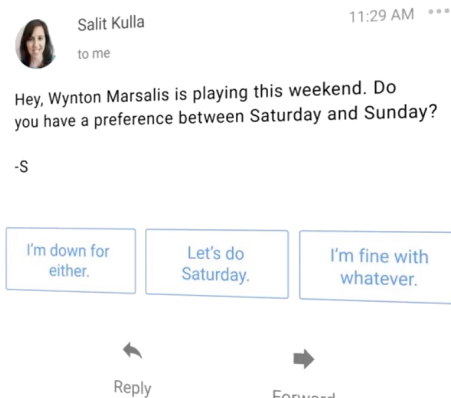 Salit Kulla
11:29 AM
to me
Hey, Wynton Marsalis is playing this weekend. Do
you have a preference between Saturday and Sunday?
-S
I'm down for
either.
Let's do
Saturday.
I'm fine with
whatever.
Reply
Forward